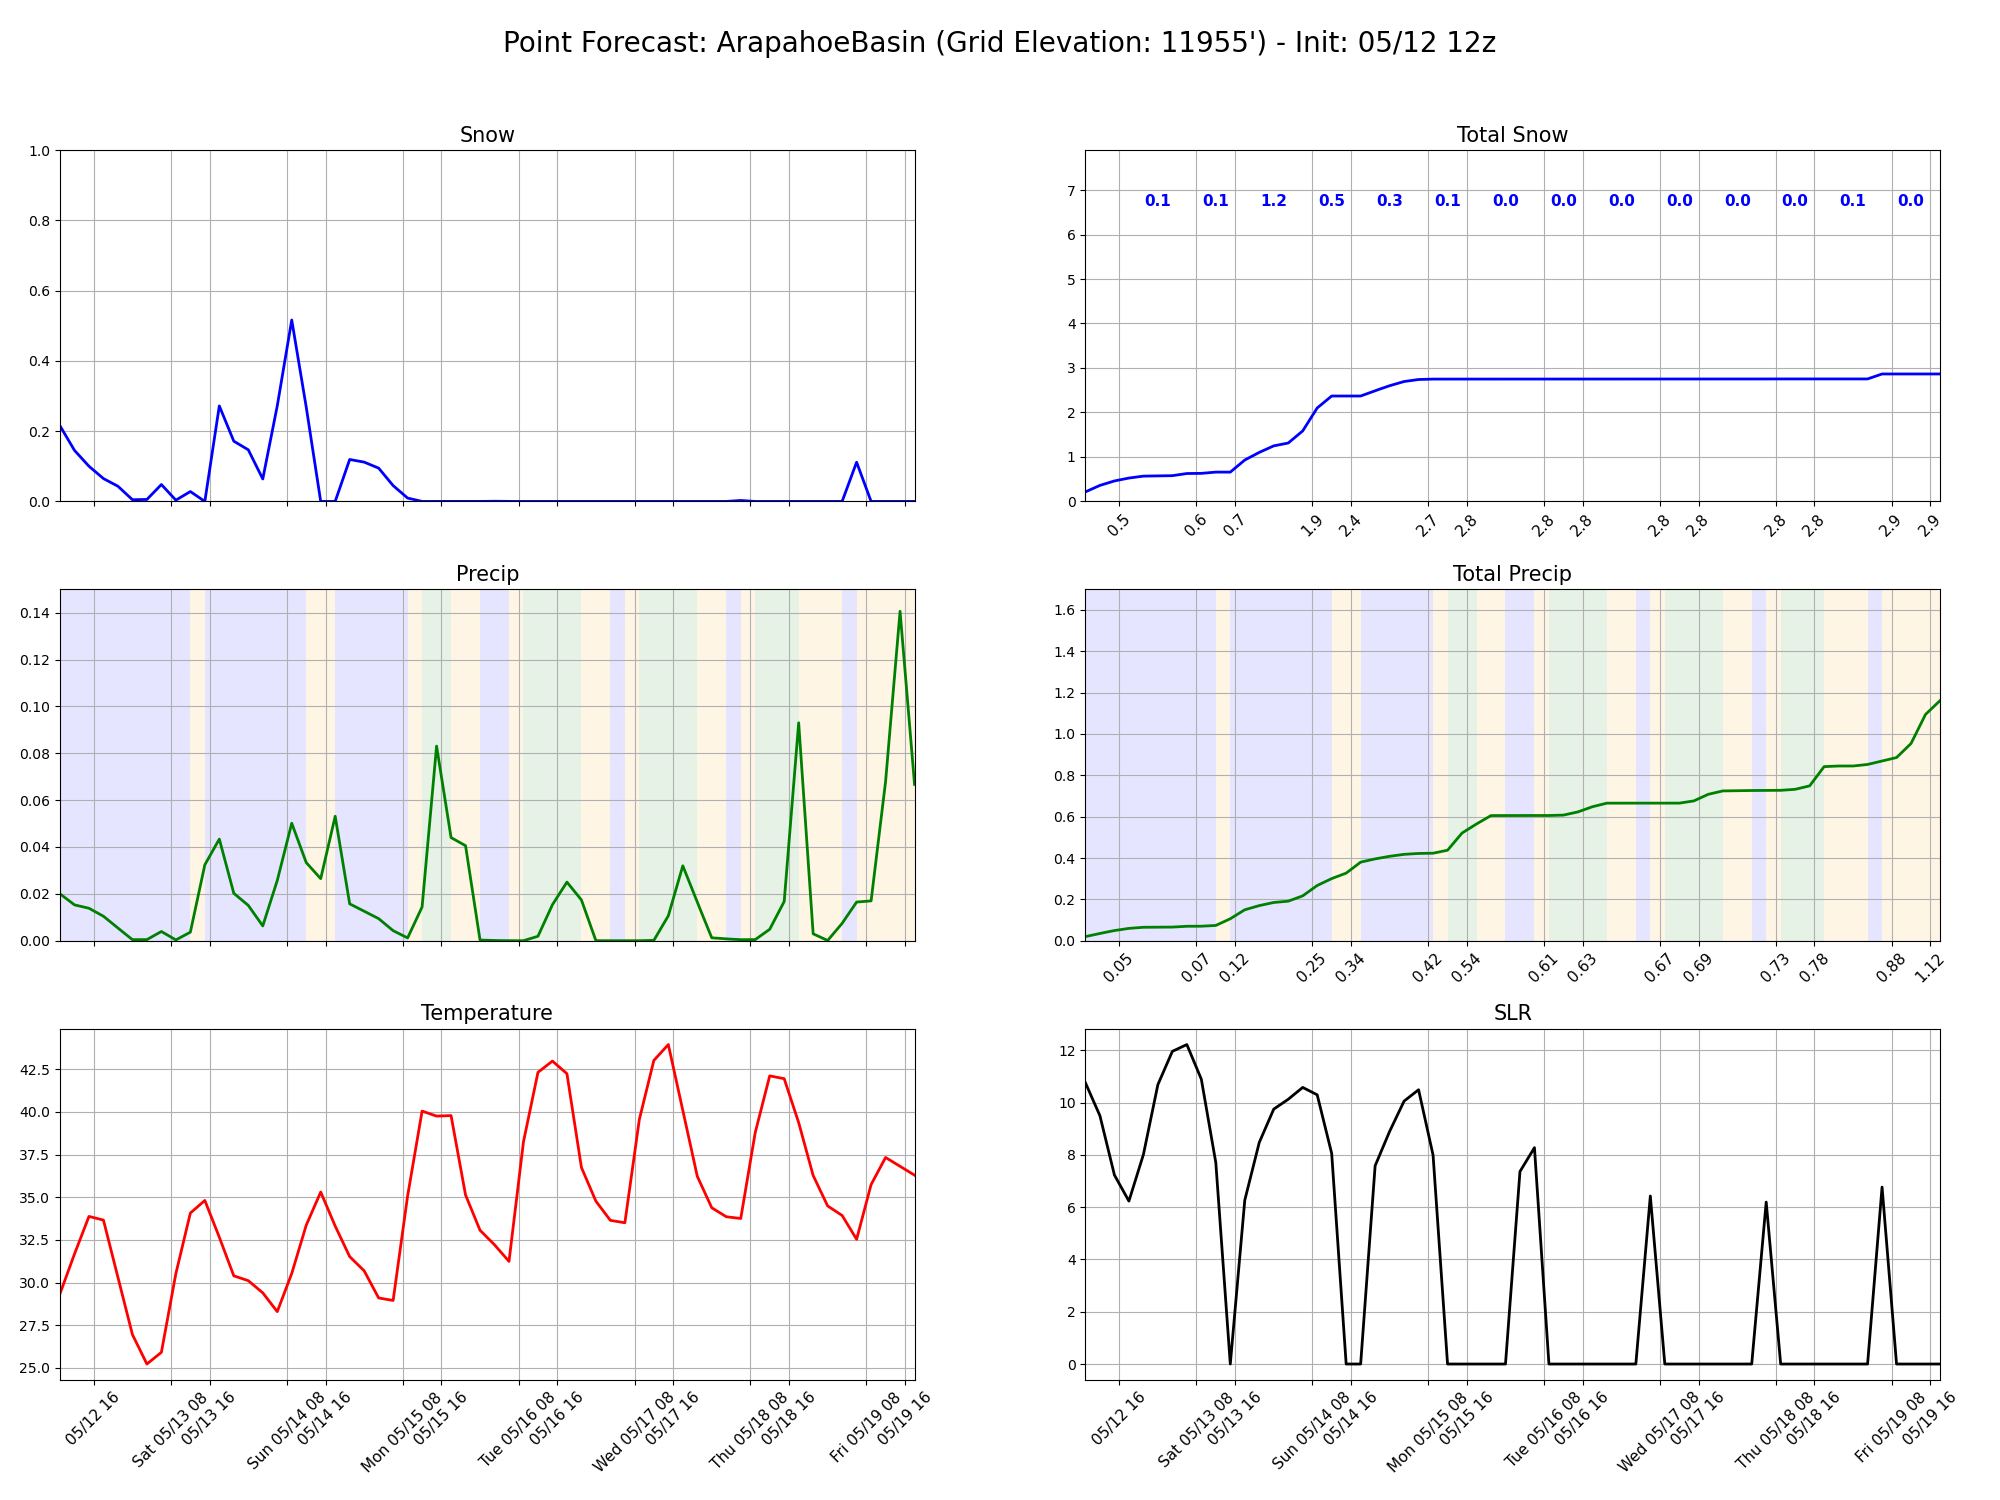 Point Forecast: ArapahoeBasin (Grid Elevation: 11955') - Init: 05/12 12z
Snow
1.0
0.8
0.6
0.4
0.2
0.0
Total Snow
7
6
5
4
3
2
1
0
0.1 0.1 1.2 0.5 0.3 0.1 0.0 0.0 0.0 0.0 0.0 0.0 0.1 0.0
0.5 0.6 0.7 1.9 2.4 2.7 2.8 2.8 2.8 2.8 2.8 2.8 2.8 2.9 2.9
Precip
0.14
0.12
0.10
0.08
0.06
0.04
0.02
0.00
Total Precip
1.6
1.4
1.2
1.0
0.8
0.6
0.4
0.2
0.0
0.05 0.07 0.12 0.25 0.34 0.42 0.54 0.61 0.63 0.67 0.69 0.73 0.78 0.88 1.12
Temperature
42.5
40.0
37.5
35.0
32.5
30.0
27.5
25.0
05/12 16
Sat 05/13 08
05/13 16
Sun 05/14 08
05/14 16
Mon 05/15 08
05/15 16
Tue 05/16 08
05/16 16
Wed 05/17 08
05/17 16
Thu 05/18 08
05/18 16
Fri 05/19 08
05/19 16
SLR
12
10
8
6
4
2
0
05/12 16
Sat 05/13 08
05/13 16
Sun 05/14 08
05/14 16
Mon 05/15 08
05/15 16
Tue 05/16 08
05/16 16
Wed 05/17 08
05/17 16
Thu 05/18 08
05/18 16
Fri 05/19 08
05/19 16